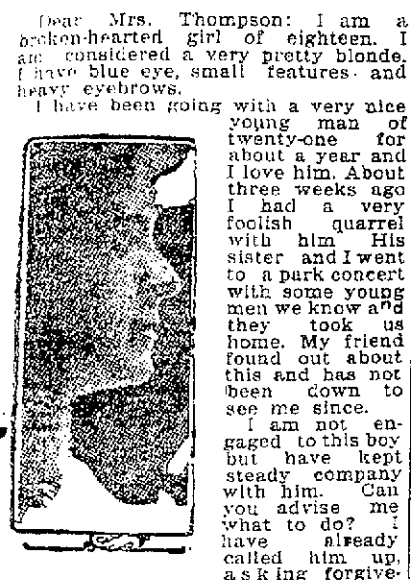 Dear Mrs. Thompson: I am a
broken-hearted girl of eighteen. I
am considered a very pretty blonde.
I have blue eye, small features and
heavy eyebrows.
I have been going with a very nice
young man of
twenty-one for
about a year and
I love him. About
three weeks ago
I had a very
foolish quarrel
with him His
sister and I went
to a park concert
with some young
men we know and
they took us
home. My friend
found out about
this and has not
been down to
see me since.
I am not en-
gaged to this boy
but have kept
steady company
with him. Can
you advise me
what to do? I
have already
called him up,
asking forgive-